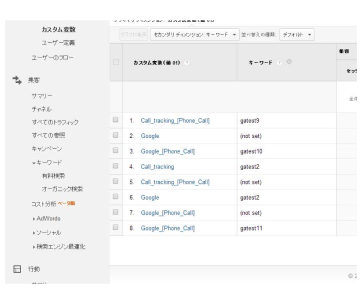 カスタム変数
ユーザー定義
ユーザーのフロー
集客
サマリー
チャネル
すべてのトラフィック
すべての参照
キャンペーン
キーワード
有料検索
オーガニック検索
コスト分析 ベータ版
AdWords
ソーシャル
検索エンジン最適化
行動
セカンダリ ディメンション: キーワード 並べ替えの種類: デフォルト
カスタム変数(値 01) キーワード
1. Call_tracking_[Phone_Call] gatest9
2. Google (not set)
3. Google_[Phone_Call] gatest10
4. Call_tracking gatest2
5. Call_tracking_[Phone_Call] (not set)
6. Google gatest2
7. Google_[Phone_Call] (not set)
8. Google_[Phone_Call] gatest11